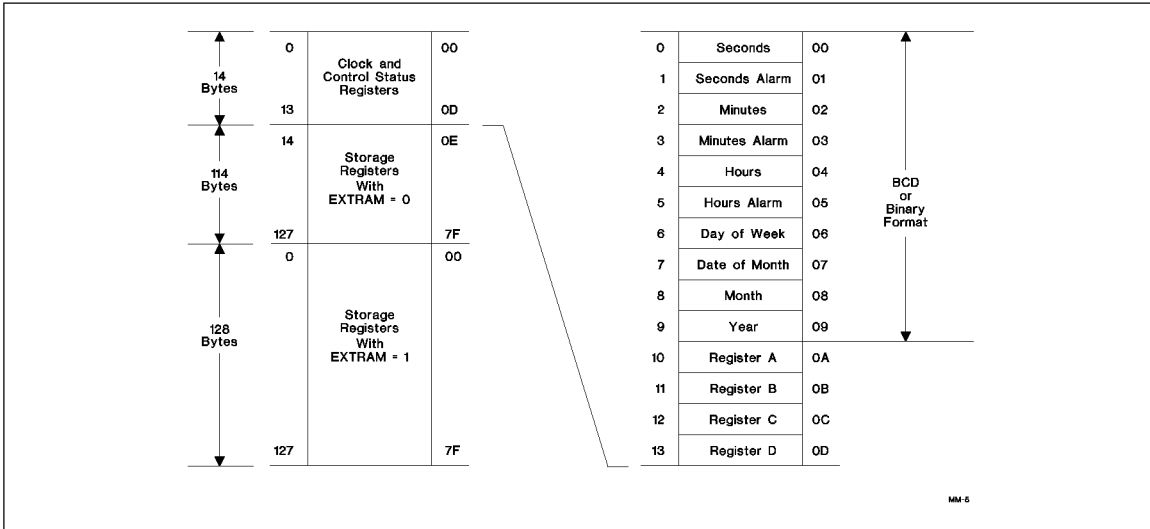 14
Bytes
114
Bytes
128
Bytes
0 00
Clock and
Control Status
Registers
13 0D
14 0E
Storage
Registers
With
EXTRAM = 0
127 7F
0 00
Storage
Registers
With
EXTRAM = 1
127 7F
0 Seconds 00
1 Seconds Alarm 01
2 Minutes 02
3 Minutes Alarm 03
4 Hours 04
5 Hours Alarm 05
6 Day of Week 06
7 Date of Month 07
8 Month 08
9 Year 09
10 Register A 0A
11 Register B 0B
12 Register C 0C
13 Register D 0D
BCD
or
Binary
Format
MM-5